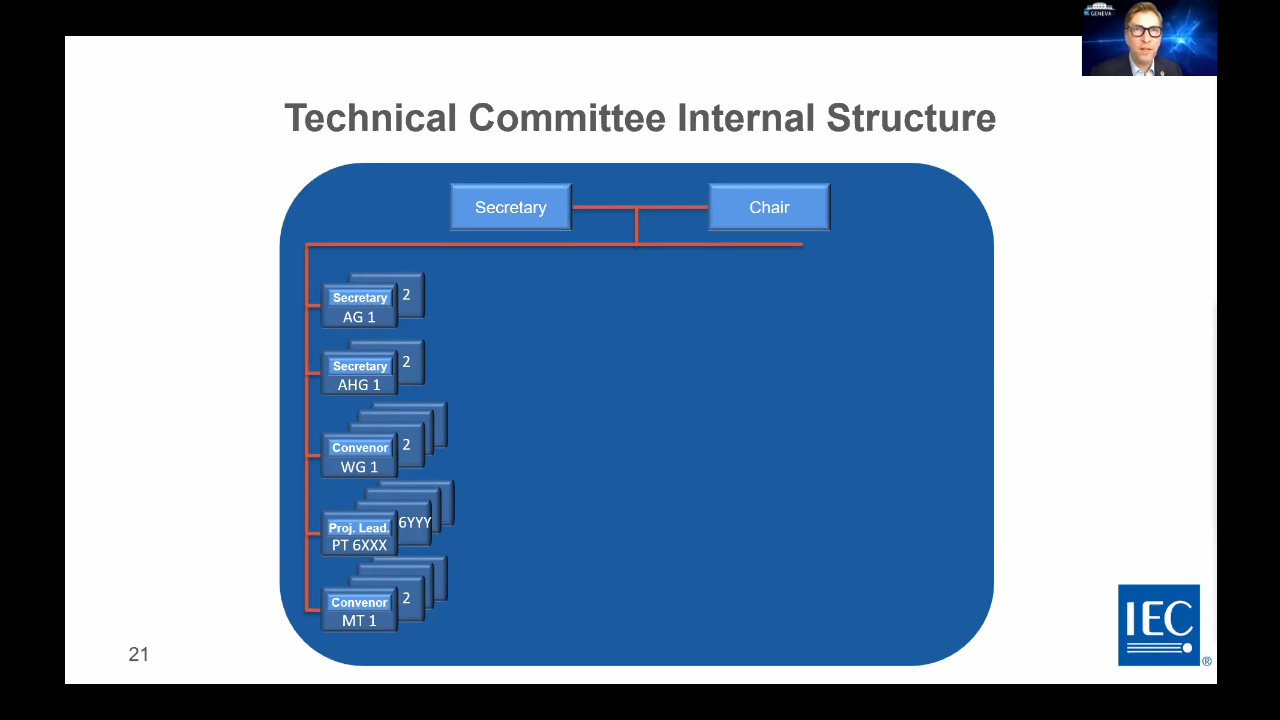 GENEVA
Technical Committee Internal Structure
Secretary
Chair
Secretary
2
AG 1
Secretary
2
AHG 1
Convenor
2
WG 1
Proj. Lead.
6YYY
PT 6XXX
Convenor
2
MT 1
21
IEC
®